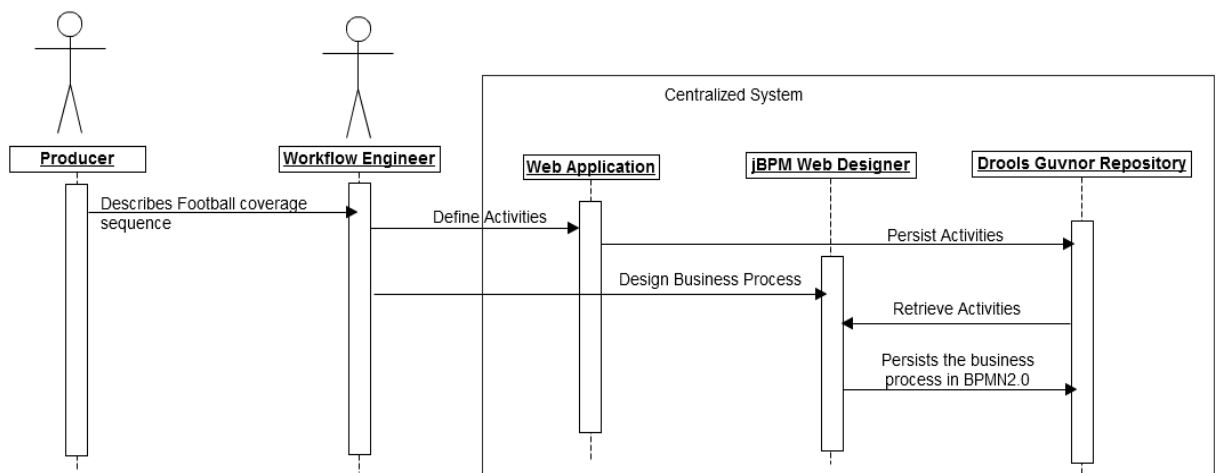 Centralized System
Producer
Workflow Engineer
Web Application
jBPM Web Designer
Drools Guvnor Repository
Describes Football coverage
sequence
Define Activities
Persist Activities
Design Business Process
Retrieve Activities
Persists the business
process in BPMN2.0